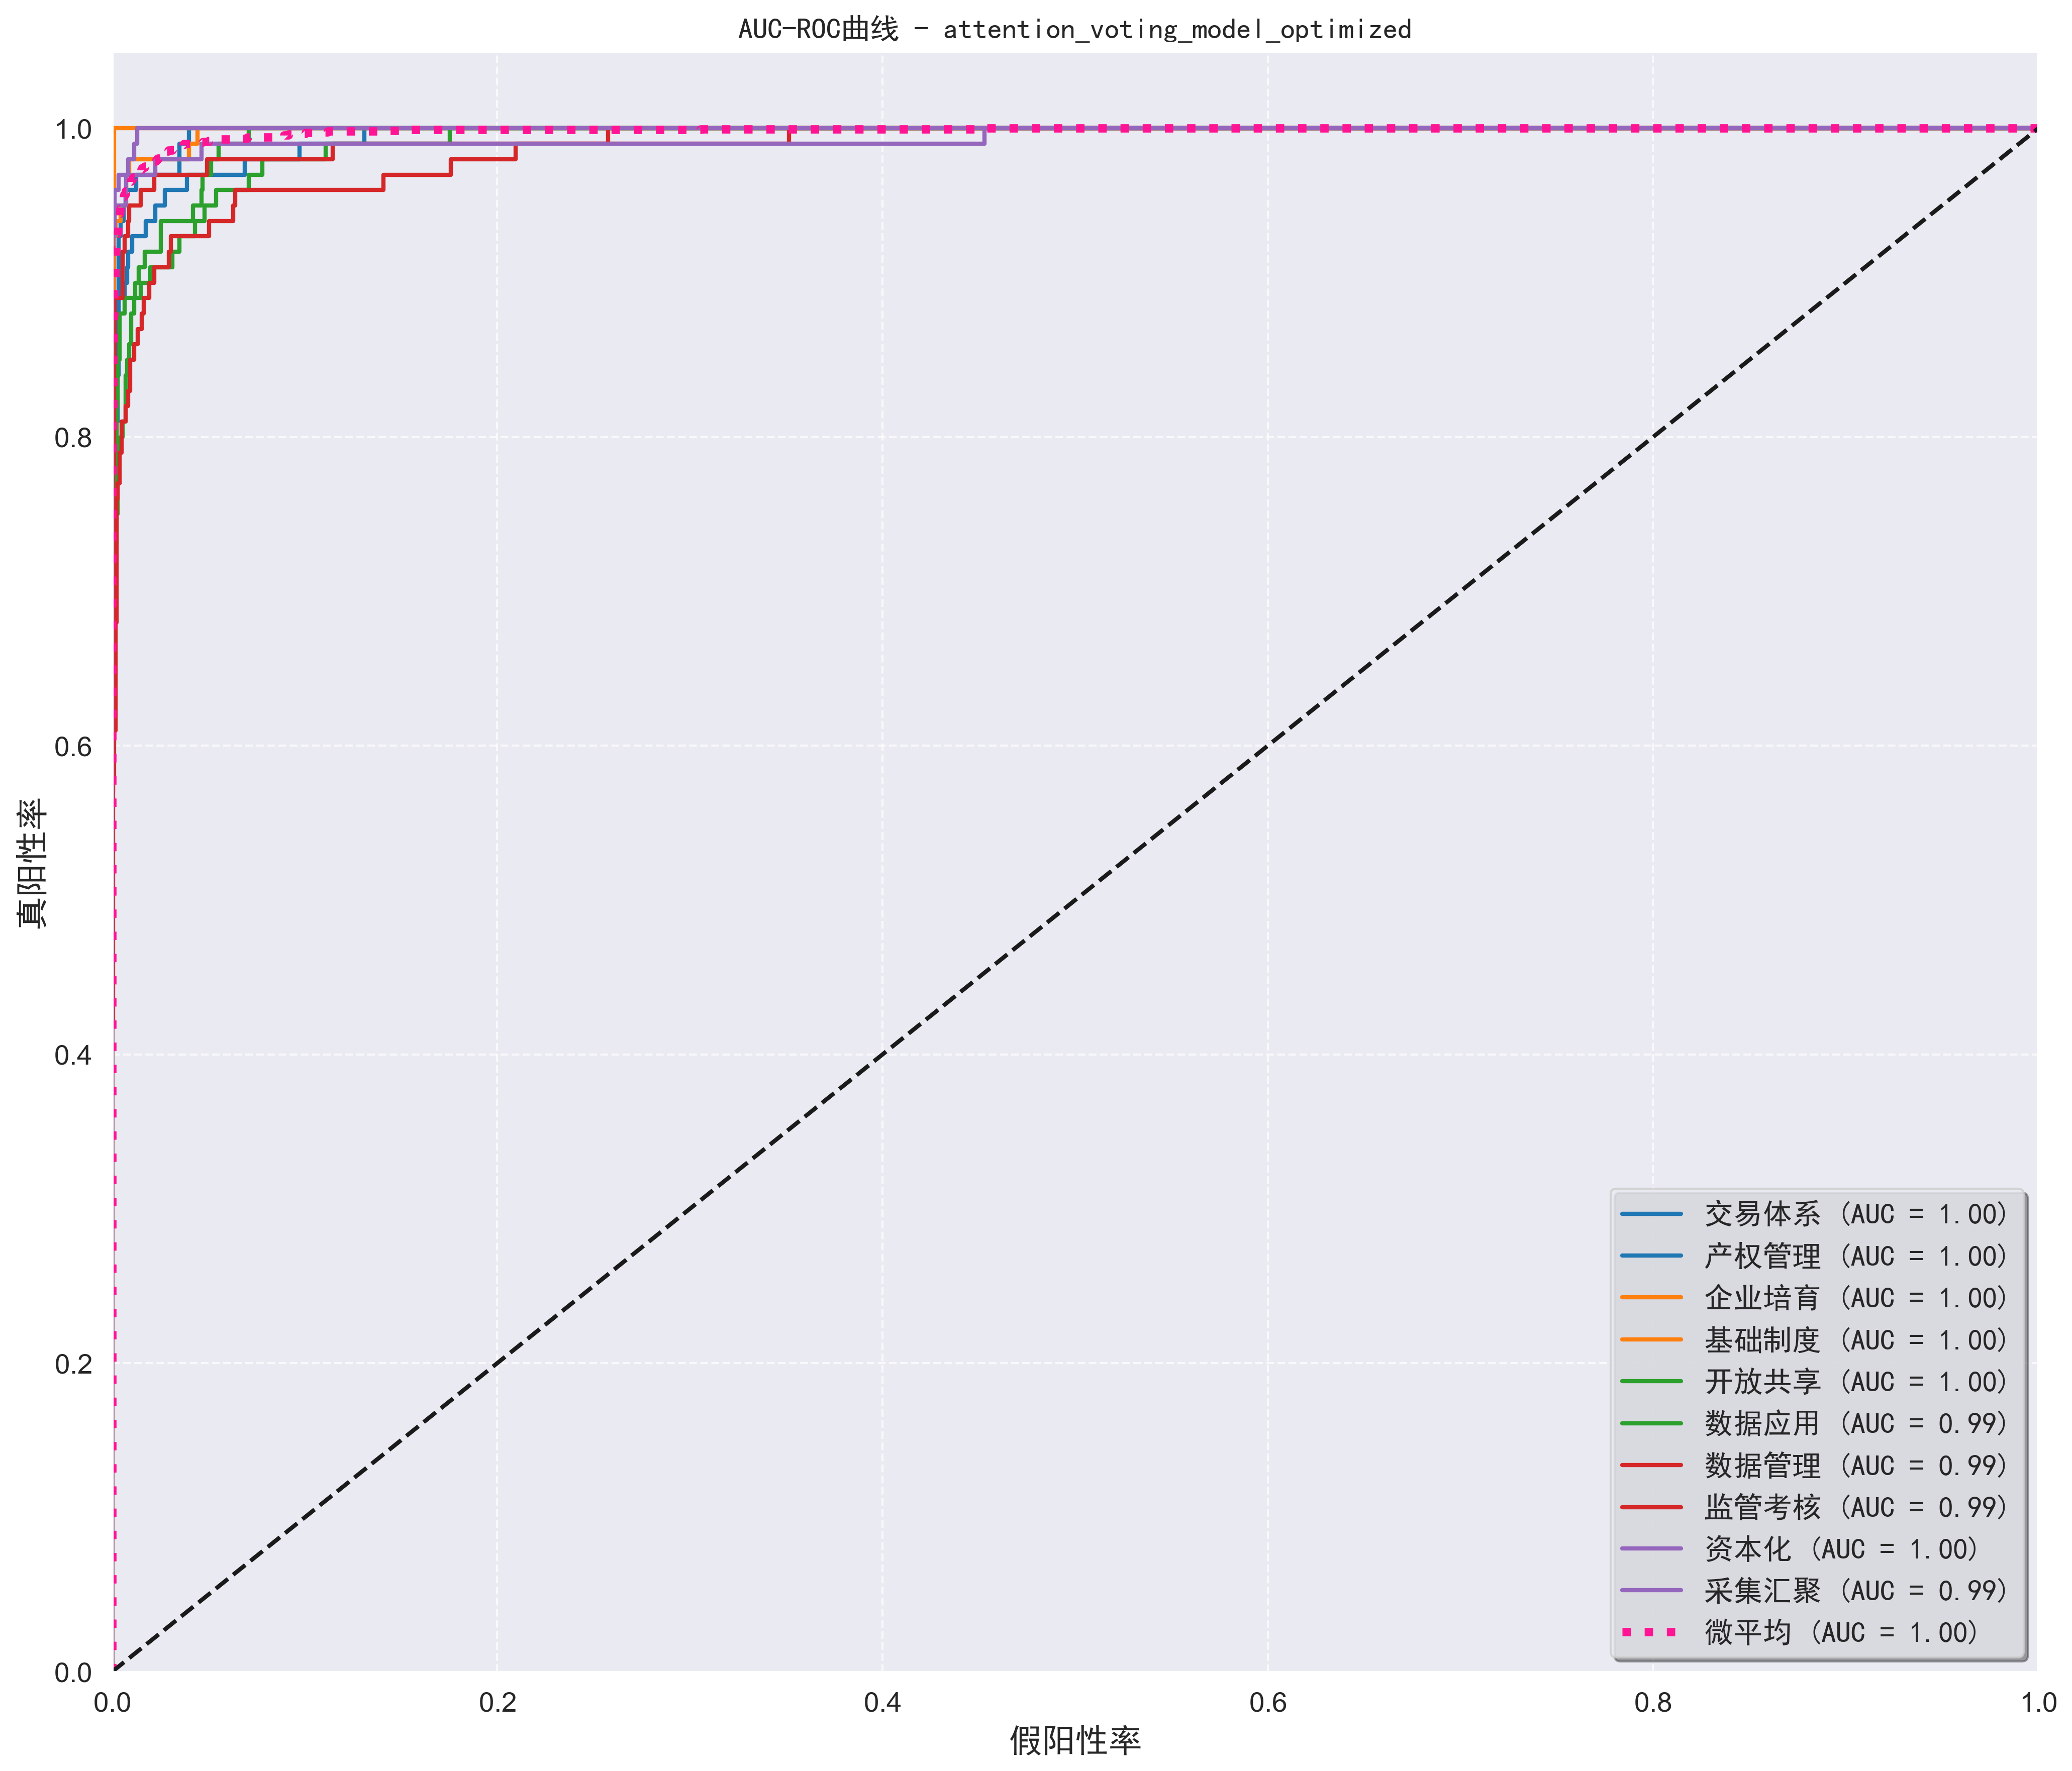 AUC-ROC曲线 - attention_voting_model_optimized
真阳性率
1.0
0.8
0.6
0.4
0.2
0.0
0.0 0.2 0.4 0.6 0.8 1.0
假阳性率
交易体系 (AUC = 1.00)
产权管理 (AUC = 1.00)
企业培育 (AUC = 1.00)
基础制度 (AUC = 1.00)
开放共享 (AUC = 1.00)
数据应用 (AUC = 0.99)
数据管理 (AUC = 0.99)
监管考核 (AUC = 0.99)
资本化 (AUC = 1.00)
采集汇聚 (AUC = 0.99)
微平均 (AUC = 1.00)